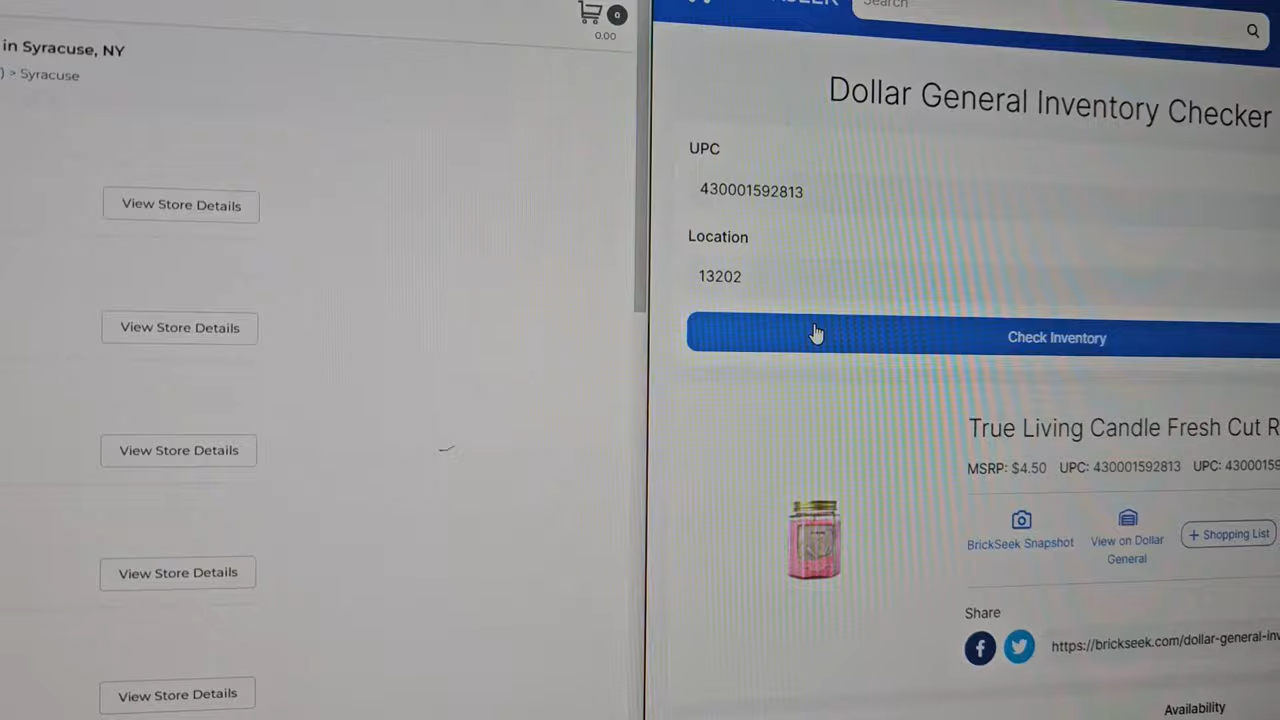 0
0.00
in Syracuse, NY
) > Syracuse
View Store Details
View Store Details
View Store Details
View Store Details
View Store Details
Search
Dollar General Inventory Checker
UPC
430001592813
Location
13202
Check Inventory
True Living Candle Fresh Cut R
MSRP: $4.50 UPC: 430001592813 UPC: 43000159
BrickSeek Snapshot
View on Dollar
General
+ Shopping List
Share
https://brickseek.com/dollar-general-inv
Availability